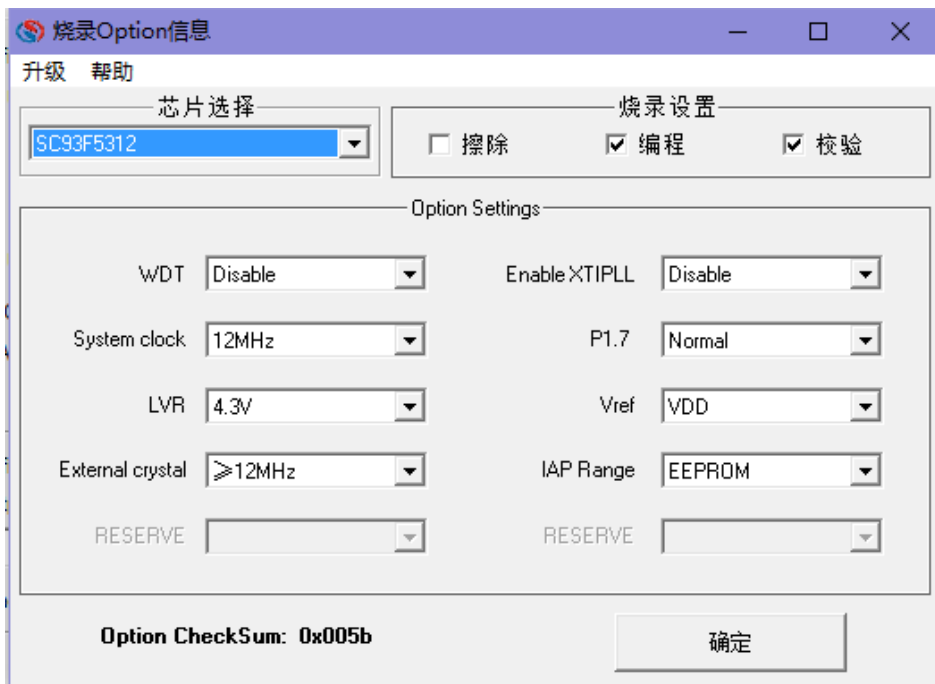 烧录Option信息
升级 帮助
芯片选择 烧录设置
SC93F5312 擦除 编程 校验
Option Settings
WDT Disable Enable XTIPLL Disable
System clock 12MHz P1.7 Normal
LVR 4.3V Vref VDD
External crystal ≥12MHz IAP Range EEPROM
RESERVE RESERVE
Option CheckSum: 0x005b 确定